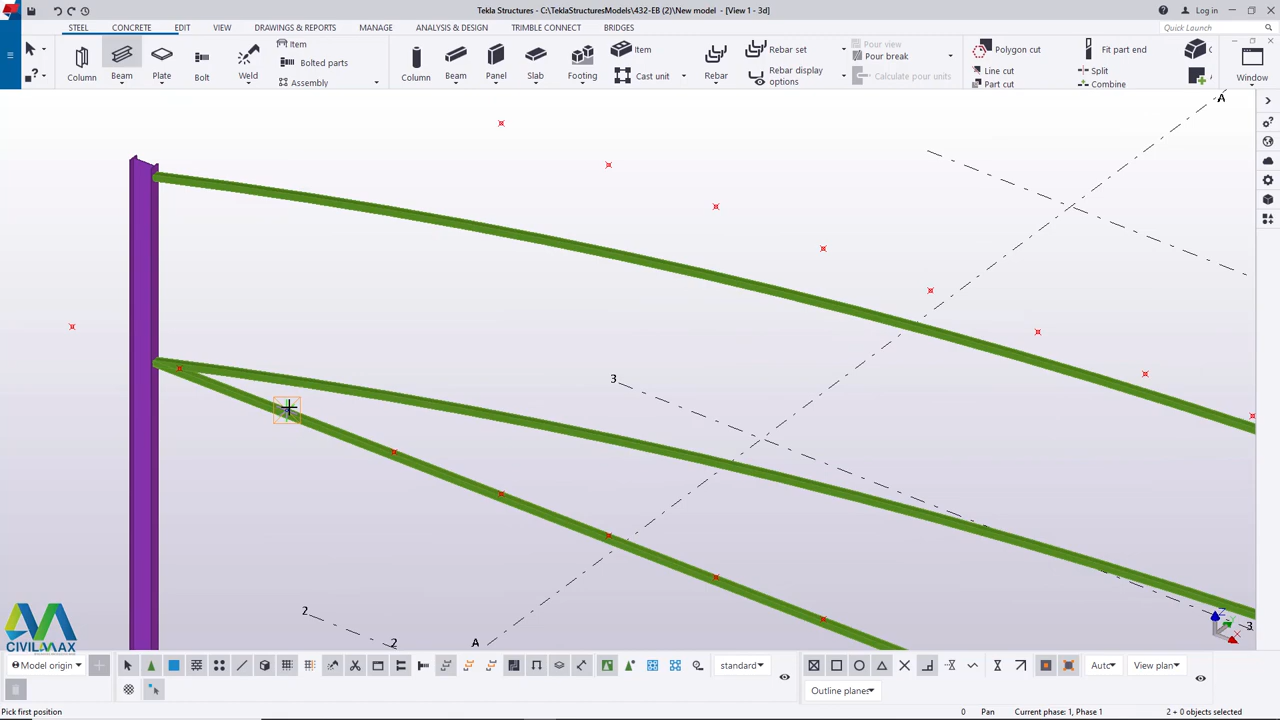 Tekla Structures - C:\TeklaStructuresModels\432-EB (2)\New model - [View 1 - 3d]
Log in
STEEL CONCRETE EDIT VIEW DRAWINGS & REPORTS MANAGE ANALYSIS & DESIGN TRIMBLE CONNECT BRIDGES
Quick Launch
Column Beam Plate Bolt Weld
Item
Bolted parts
Assembly
Column Beam Panel Slab Footing
Item
Cast unit
Rebar
Rebar set
Rebar display options
Pour view
Pour break
Calculate pour units
Polygon cut
Line cut
Part cut
Fit part end
Split
Combine
C
Window
A
3
2
2
A
3
Z
CIVILMAX
Model origin
standard
Auto
View plan
Outline planes
Pick first position
0 Pan Current phase: 1, Phase 1 2 + 0 objects selected